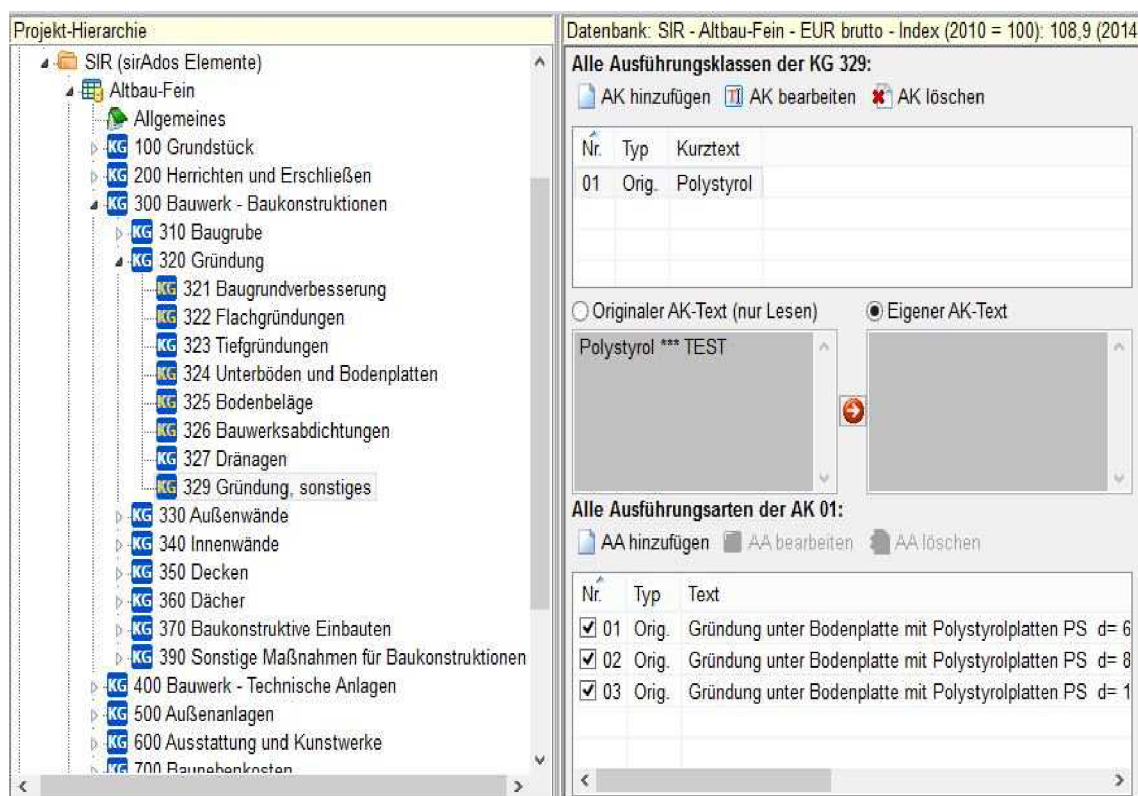 Projekt-Hierarchie
SIR (sirAdos Elemente)
Altbau-Fein
Allgemeines
KG 100 Grundstück
KG 200 Herrichten und Erschließen
KG 300 Bauwerk - Baukonstruktionen
KG 310 Baugrube
KG 320 Gründung
KG 321 Baugrundverbesserung
KG 322 Flachgründungen
KG 323 Tiefgründungen
KG 324 Unterböden und Bodenplatten
KG 325 Bodenbeläge
KG 326 Bauwerksabdichtungen
KG 327 Dränagen
KG 329 Gründung, sonstiges
KG 330 Außenwände
KG 340 Innenwände
KG 350 Decken
KG 360 Dächer
KG 370 Baukonstruktive Einbauten
KG 390 Sonstige Maßnahmen für Baukonstruktionen
KG 400 Bauwerk - Technische Anlagen
KG 500 Außenanlagen
KG 600 Ausstattung und Kunstwerke
KG 700 Baunebenkosten
Datenbank: SIR - Altbau-Fein - EUR brutto - Index (2010 = 100): 108,9 (2014
Alle Ausführungsklassen der KG 329:
AK hinzufügen AK bearbeiten AK löschen
Nr. Typ Kurztext
01 Orig. Polystyrol
Originaler AK-Text (nur Lesen) Eigener AK-Text
Polystyrol *** TEST
Alle Ausführungsarten der AK 01:
AA hinzufügen AA bearbeiten AA löschen
Nr. Typ Text
01 Orig. Gründung unter Bodenplatte mit Polystyrolplatten PS d= 6
02 Orig. Gründung unter Bodenplatte mit Polystyrolplatten PS d= 8
03 Orig. Gründung unter Bodenplatte mit Polystyrolplatten PS d= 1